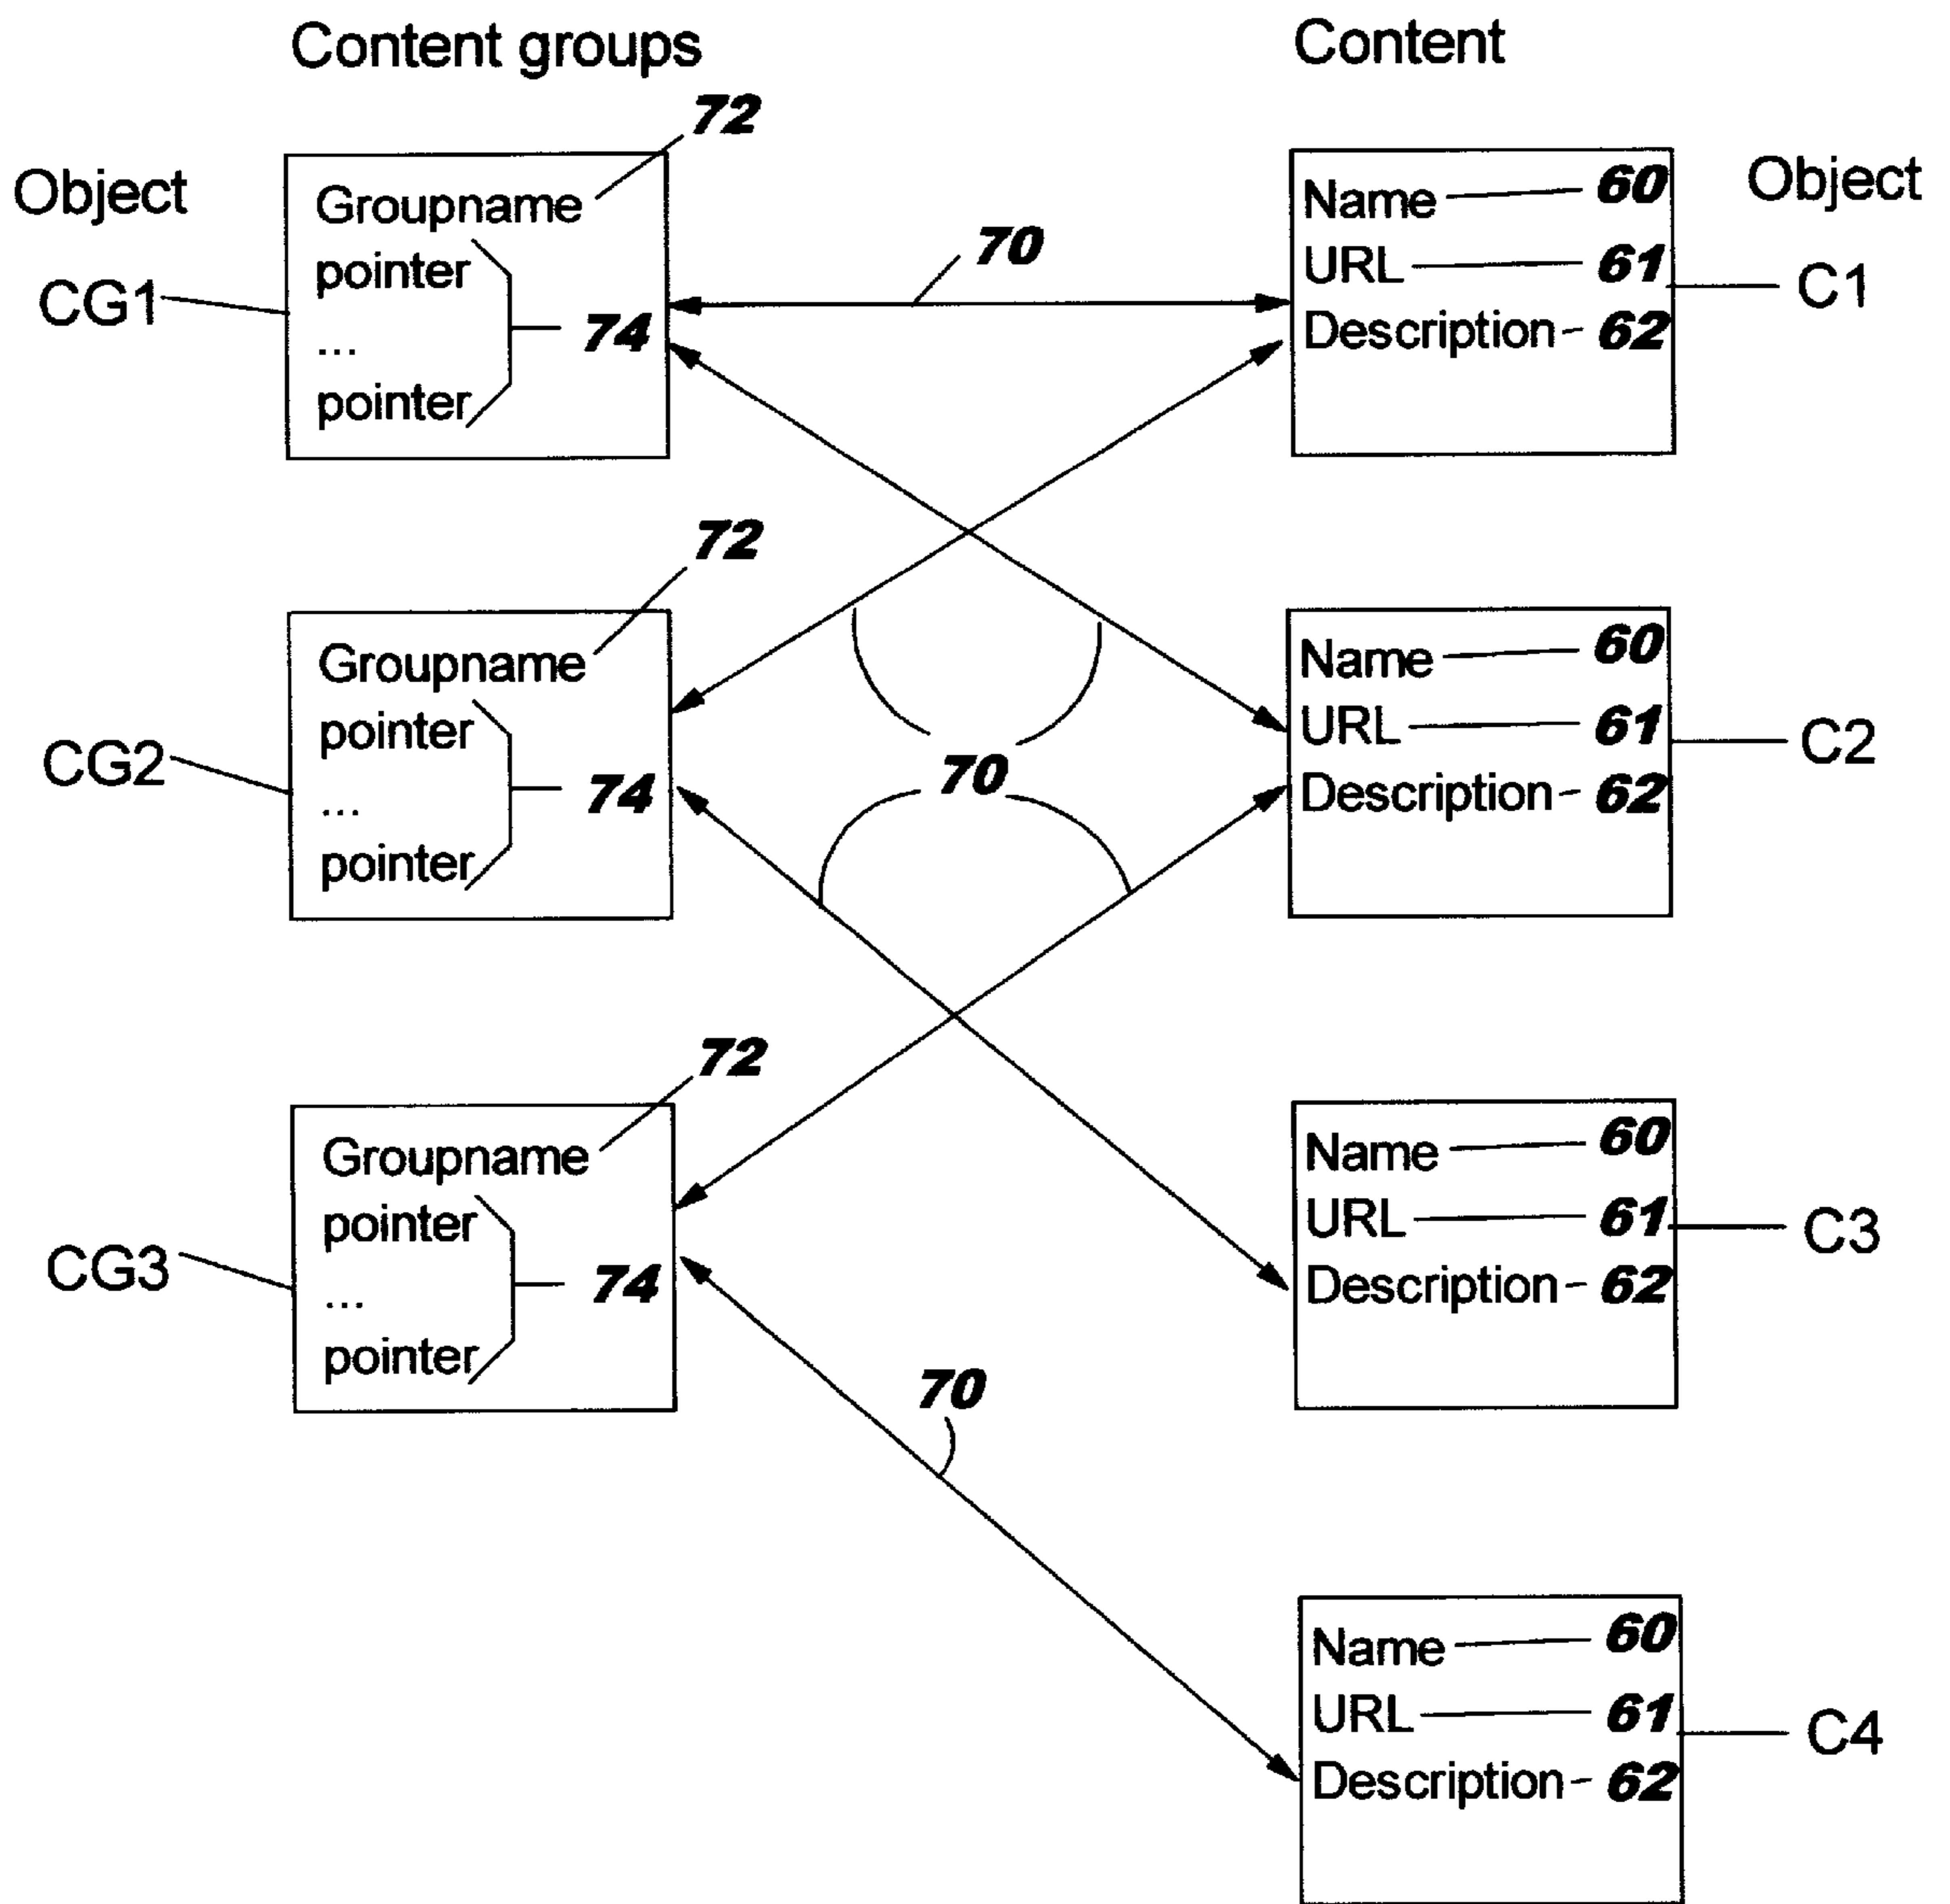 Content groups
Content
72
Object
Groupname
pointer
...
pointer
74
CG1
70
Name 60
URL 61
Description 62
Object
C1
72
Groupname
pointer
...
pointer
74
CG2
70
Name 60
URL 61
Description 62
C2
72
Groupname
pointer
...
pointer
74
CG3
Name 60
URL 61
Description 62
C3
70
Name 60
URL 61
Description 62
C4